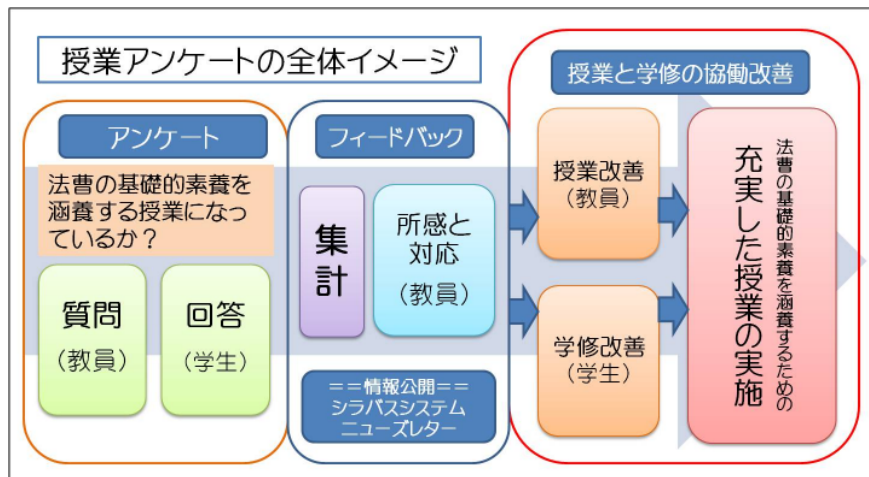 授業アンケートの全体イメージ
アンケート
法曹の基礎的素養を
涵養する授業になっ
ているか？
質問
（教員）
回答
（学生）
フィードバック
集計
所感と
対応
（教員）
＝＝情報公開＝＝
シラバスシステム
ニューズレター
授業と学修の協働改善
授業改善
（教員）
学修改善
（学生）
法曹の基礎的素養を涵養するための
充実した授業の実施